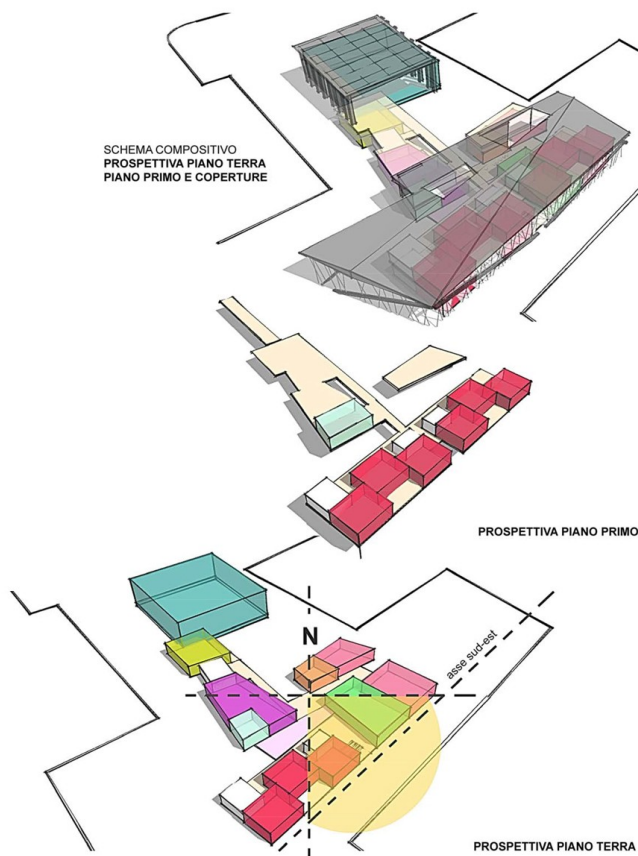 SCHEMA COMPOSITIVO
PROSPETTIVA PIANO TERRA
PIANO PRIMO E COPERTURE
PROSPETTIVA PIANO PRIMO
N
asse sud-est
PROSPETTIVA PIANO TERRA